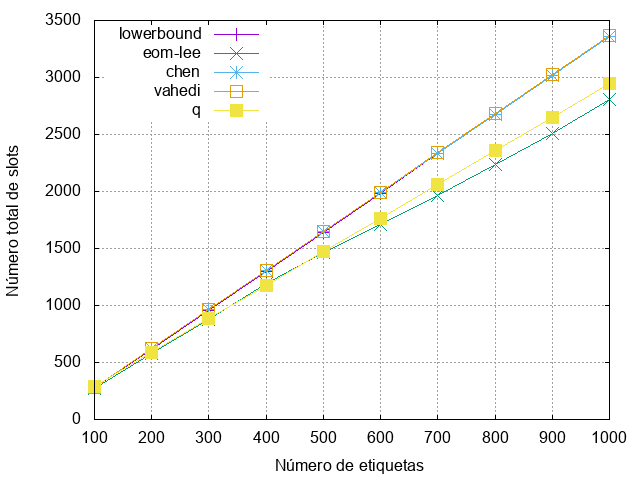 3500
3000
2500
2000
1500
1000
500
0
Número total de slots
lowerbound
eom-lee
chen
vahedi
q
100 200 300 400 500 600 700 800 900 1000
Número de etiquetas